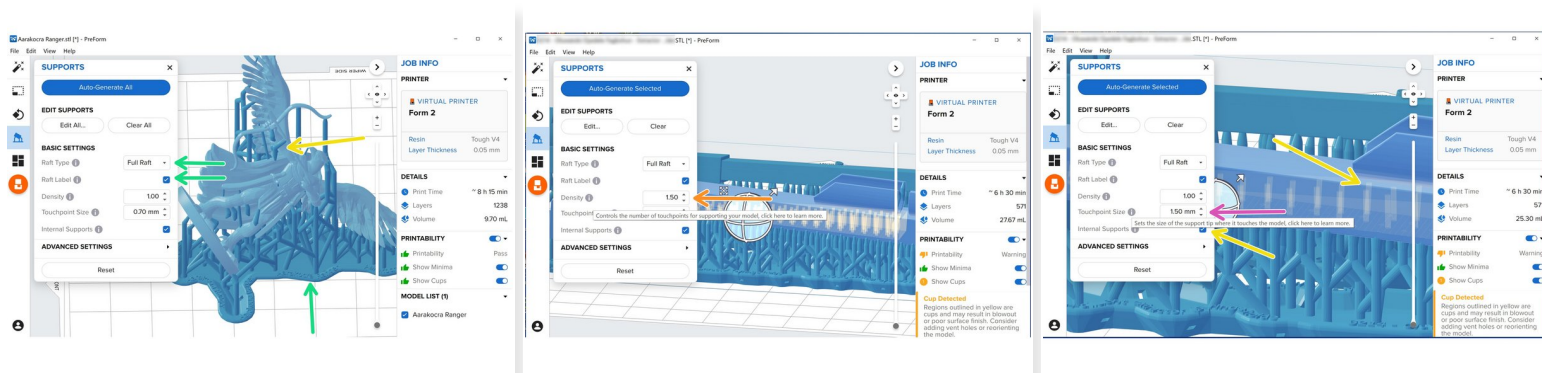 Aarakocra Ranger.stl [*] - PreForm
File Edit View Help
SUPPORTS
Auto-Generate All
EDIT SUPPORTS
Edit All...
Clear All
BASIC SETTINGS
Raft Type
Full Raft
Raft Label
Density
1.00
Touchpoint Size
0.70 mm
Internal Supports
ADVANCED SETTINGS
Reset
JOB INFO
PRINTER
VIRTUAL PRINTER
Form 2
Resin Tough V4
Layer Thickness 0.05 mm
DETAILS
Print Time ~ 8 h 15 min
Layers 1238
Volume 9.70 mL
PRINTABILITY
Printability Pass
Show Minima
Show Cups
MODEL LIST (1)
Aarakocra Ranger
.STL [*] - PreForm
File Edit View Help
SUPPORTS
Auto-Generate Selected
EDIT SUPPORTS
Edit...
Clear
BASIC SETTINGS
Raft Type
Full Raft
Raft Label
Density
1.50
Controls the number of touchpoints for supporting your model, click here to learn more.
Internal Supports
ADVANCED SETTINGS
Reset
JOB INFO
PRINTER
VIRTUAL PRINTER
Form 2
Resin Tough V4
Layer Thickness 0.05 mm
DETAILS
Print Time ~ 6 h 30 min
Layers 571
Volume 27.67 mL
PRINTABILITY
Printability Warning
Show Minima
Show Cups
Cup Detected
Regions outlined in yellow are
cups and may result in blowout
or poor surface finish. Consider
adding vent holes or reorienting
the model.
.STL [*] - PreForm
File Edit View Help
SUPPORTS
Auto-Generate Selected
EDIT SUPPORTS
Edit...
Clear
BASIC SETTINGS
Raft Type
Full Raft
Raft Label
Density
1.00
Touchpoint Size
1.50 mm
Sets the size of the support tip where it touches the model, click here to learn more.
Internal Supports
ADVANCED SETTINGS
Reset
JOB INFO
PRINTER
VIRTUAL PRINTER
Form 2
Resin Tough V4
Layer Thickness 0.05 mm
DETAILS
Print Time ~ 6 h 30 min
Layers 57
Volume 25.30 mL
PRINTABILITY
Printability Warning
Show Minima
Show Cups
Cup Detected
Regions outlined in yellow are
cups and may result in blowout
or poor surface finish. Consider
adding vent holes or reorienting
the model.